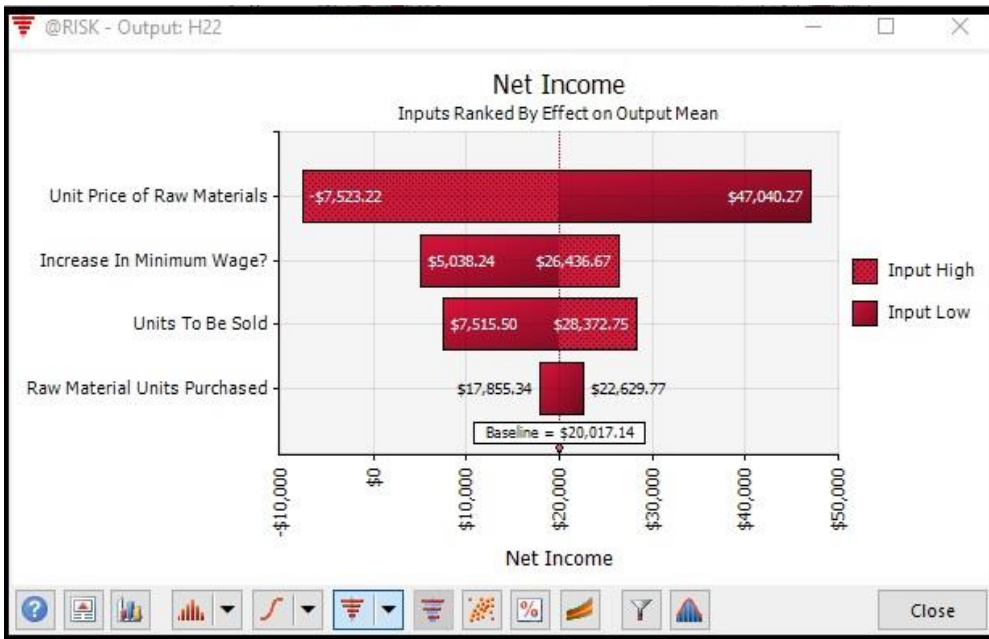 @RISK - Output: H22
Net Income
Inputs Ranked By Effect on Output Mean
Unit Price of Raw Materials
-$7,523.22
$47,040.27
Increase In Minimum Wage?
$5,038.24
$26,436.67
Input High
Units To Be Sold
$7,515.50
$28,372.75
Input Low
Raw Material Units Purchased
$17,855.34
$22,629.77
Baseline = $20,017.14
-$10,000
$0
$10,000
$20,000
$30,000
$40,000
$50,000
Net Income
?
%
Close